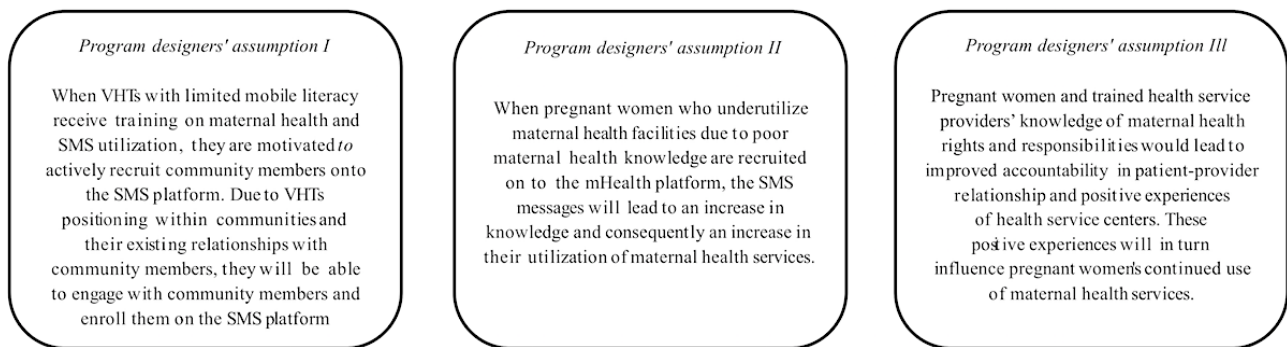 Program designers' assumption I
When VHTs with limited mobile literacy
receive training on maternal health and
SMS utilization, they are motivated to
actively recruit community members onto
the SMS platform. Due to VHTs
positioning within communities and
their existing relationships with
community members, they will be able
to engage with community members and
enroll them on the SMS platform
Program designers' assumption II
When pregnant women who underutilize
maternal health facilities due to poor
maternal health knowledge are recruited
on to the mHealth platform, the SMS
messages will lead to an increase in
knowledge and consequently an increase in
their utilization of maternal health services.
Program designers' assumption Ill
Pregnant women and trained health service
providers' knowledge of maternal health
rights and responsibilities would lead to
improved accountability in patient-provider
relationship and positive experiences
of health service centers. These
positive experiences will in turn
influence pregnant women's continued use
of maternal health services.